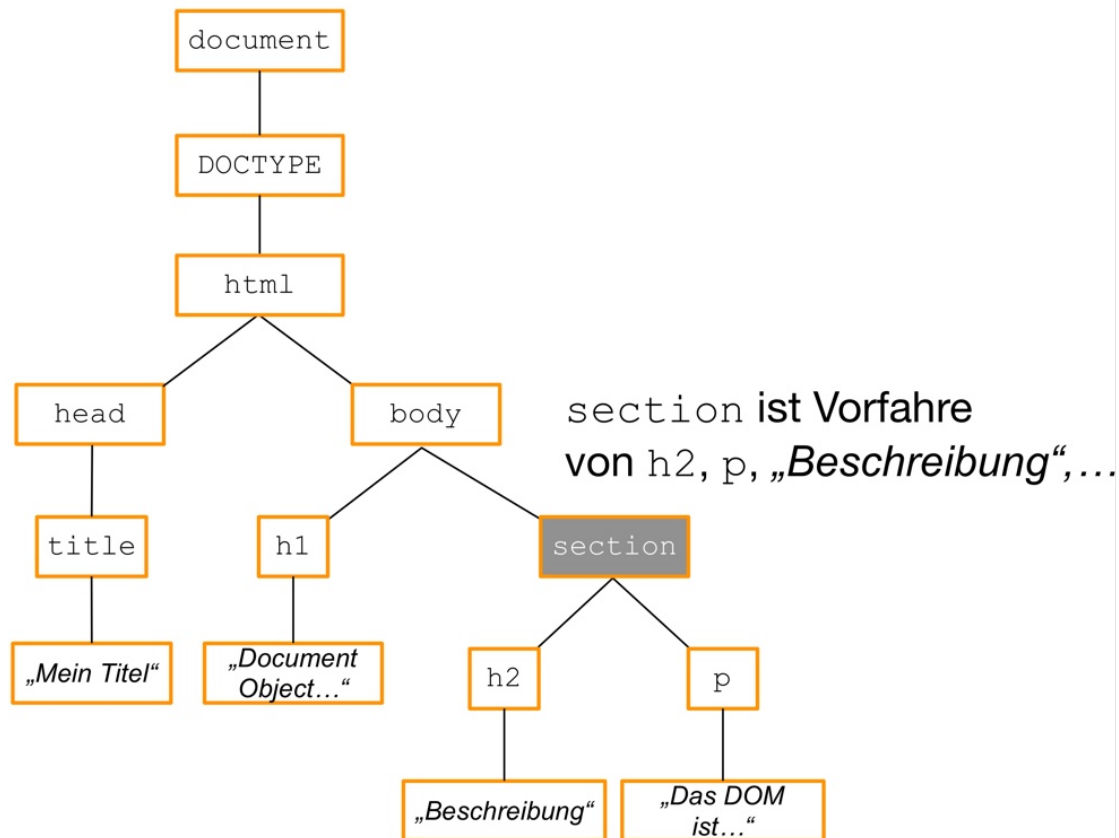 document
DOCTYPE
html
head
body
section ist Vorfahre
von h2, p, „Beschreibung“,…
title
h1
section
„Mein Titel“
„Document
Object…“
h2
p
„Beschreibung“
„Das DOM
ist…“